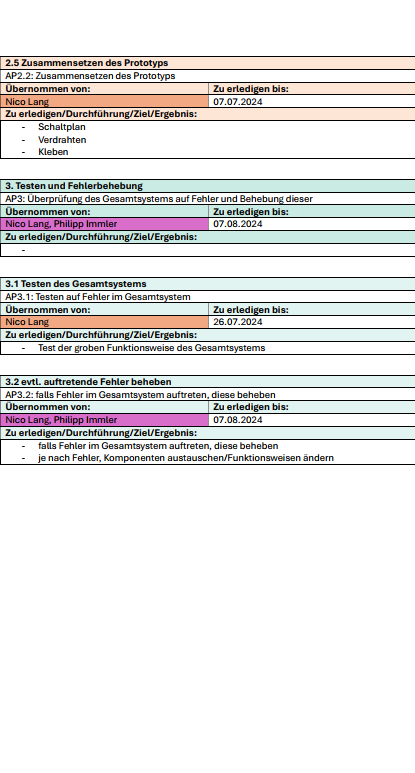 2.5 Zusammensetzen des Prototyps
AP2.2: Zusammensetzen des Prototyps
Übernommen von: Zu erledigen bis:
Nico Lang 07.07.2024
Zu erledigen/Durchführung/Ziel/Ergebnis:
- Schaltplan
- Verdrahten
- Kleben
3. Testen und Fehlerbehebung
AP3: Überprüfung des Gesamtsystems auf Fehler und Behebung dieser
Übernommen von: Zu erledigen bis:
Nico Lang, Philipp Immler 07.08.2024
Zu erledigen/Durchführung/Ziel/Ergebnis:
-
3.1 Testen des Gesamtsystems
AP3.1: Testen auf Fehler im Gesamtsystem
Übernommen von: Zu erledigen bis:
Nico Lang 26.07.2024
Zu erledigen/Durchführung/Ziel/Ergebnis:
- Test der groben Funktionsweise des Gesamtsystems
3.2 evtl. auftretende Fehler beheben
AP3.2: falls Fehler im Gesamtsystem auftreten, diese beheben
Übernommen von: Zu erledigen bis:
Nico Lang, Philipp Immler 07.08.2024
Zu erledigen/Durchführung/Ziel/Ergebnis:
- falls Fehler im Gesamtsystem auftreten, diese beheben
- je nach Fehler, Komponenten austauschen/Funktionsweisen ändern